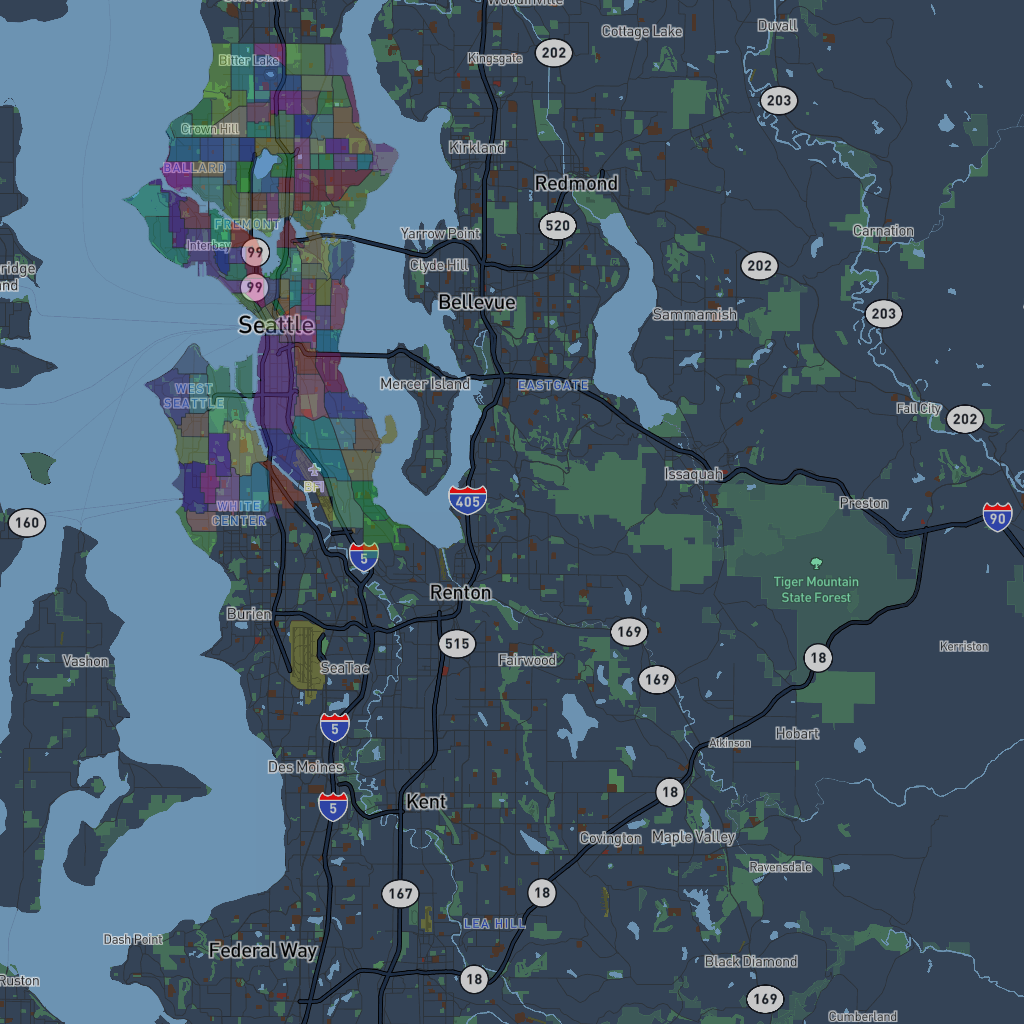 Woodinville
Duvall
Cottage Lake
202
Kingsgate
Bitter Lake
203
Crown Hill
Kirkland
BALLARD
Redmond
FREMONT
520
Carnation
Yarrow Point
Interbay
99
Clyde Hill
202
99
Bellevue
203
Sammamish
Seattle
Mercer Island
EASTGATE
WEST
SEATTLE
Fall City
202
Issaquah
BFI
405
Preston
WHITE
CENTER
160
90
5
Tiger Mountain
State Forest
Renton
Burien
169
515
Kerriston
Vashon
SeaTac
Fairwood
18
169
5
Hobart
Atkinson
Des Moines
18
5
Kent
Covington
Maple Valley
Ravensdale
167
18
LEA HILL
Dash Point
Federal Way
Black Diamond
Ruston
18
169
Cumberland